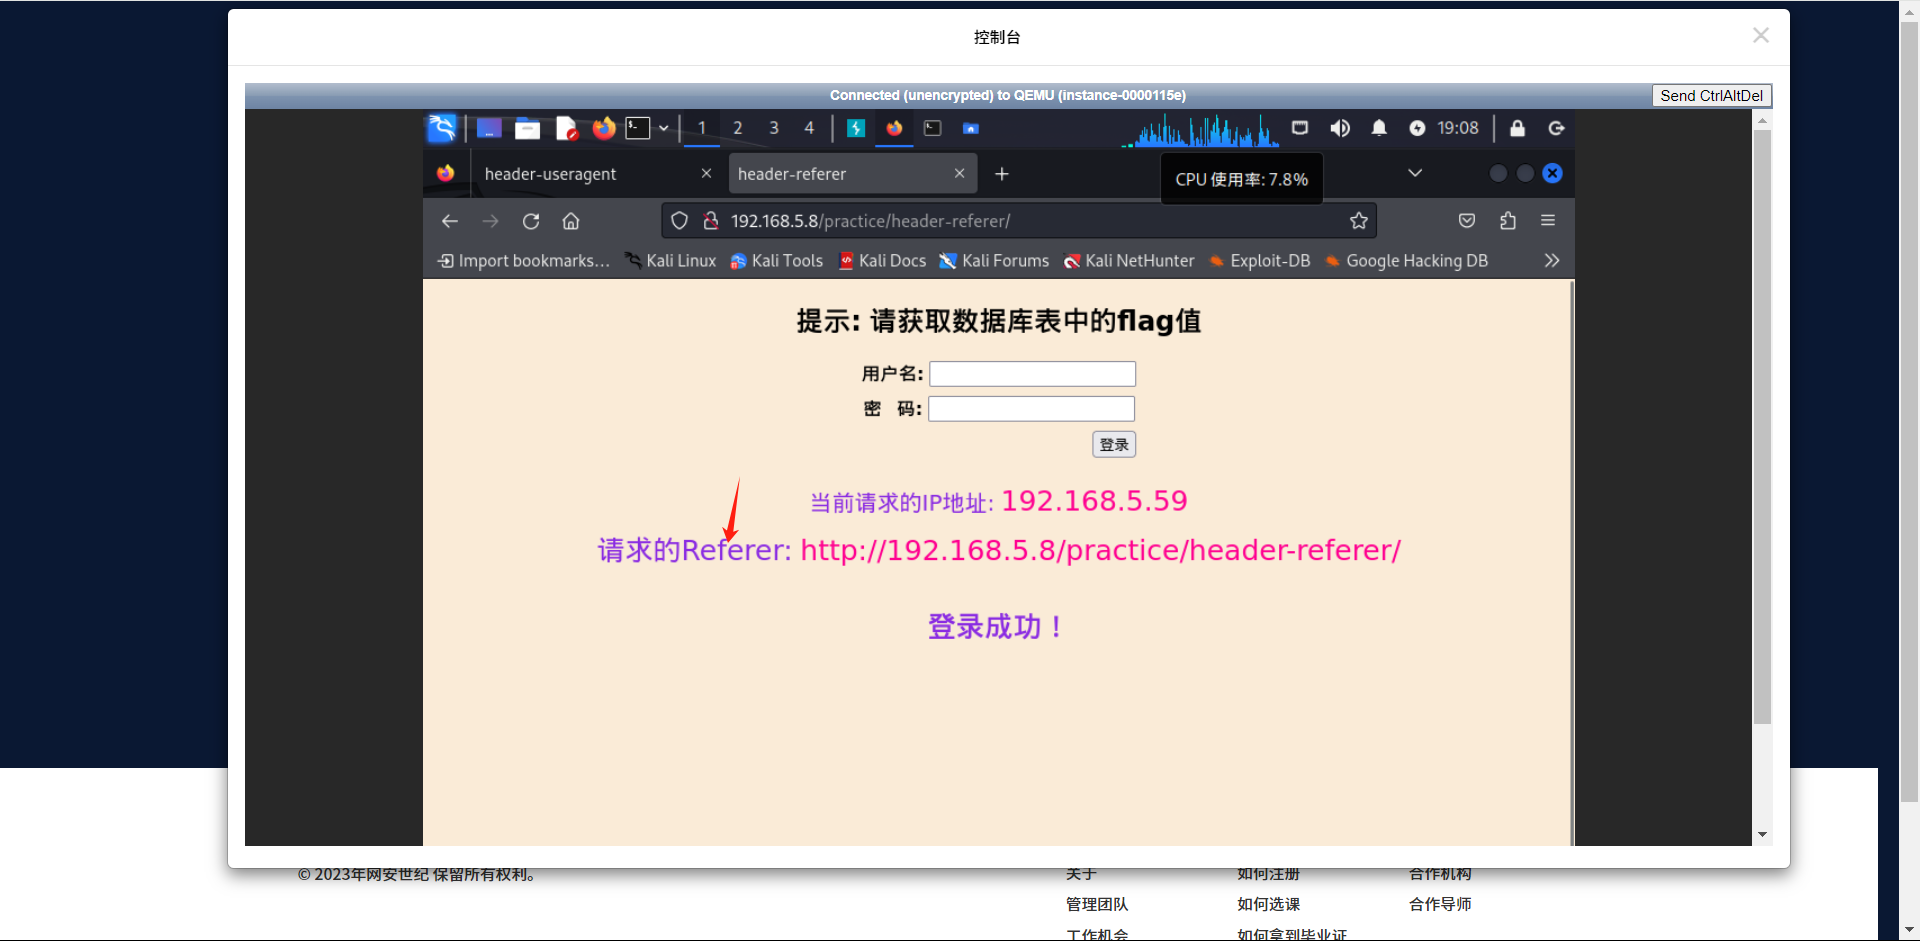 控制台
Connected (unencrypted) to QEMU (instance-0000115e)
Send CtrlAltDel
1 2 3 4 19:08
header-useragent header-referer
CPU 使用率: 7.8%
192.168.5.8/practice/header-referer/
Import bookmarks... Kali Linux Kali Tools Kali Docs Kali Forums Kali NetHunter Exploit-DB Google Hacking DB
提示: 请获取数据库表中的flag值
用户名:
密 码:
登录
当前请求的IP地址: 192.168.5.59
请求的Referer: http://192.168.5.8/practice/header-referer/
登录成功！
© 2023年网安世纪 保留所有权利。
关于 如何注册 合作机构
管理团队 如何选课 合作导师
工作机会 如何拿到毕业证